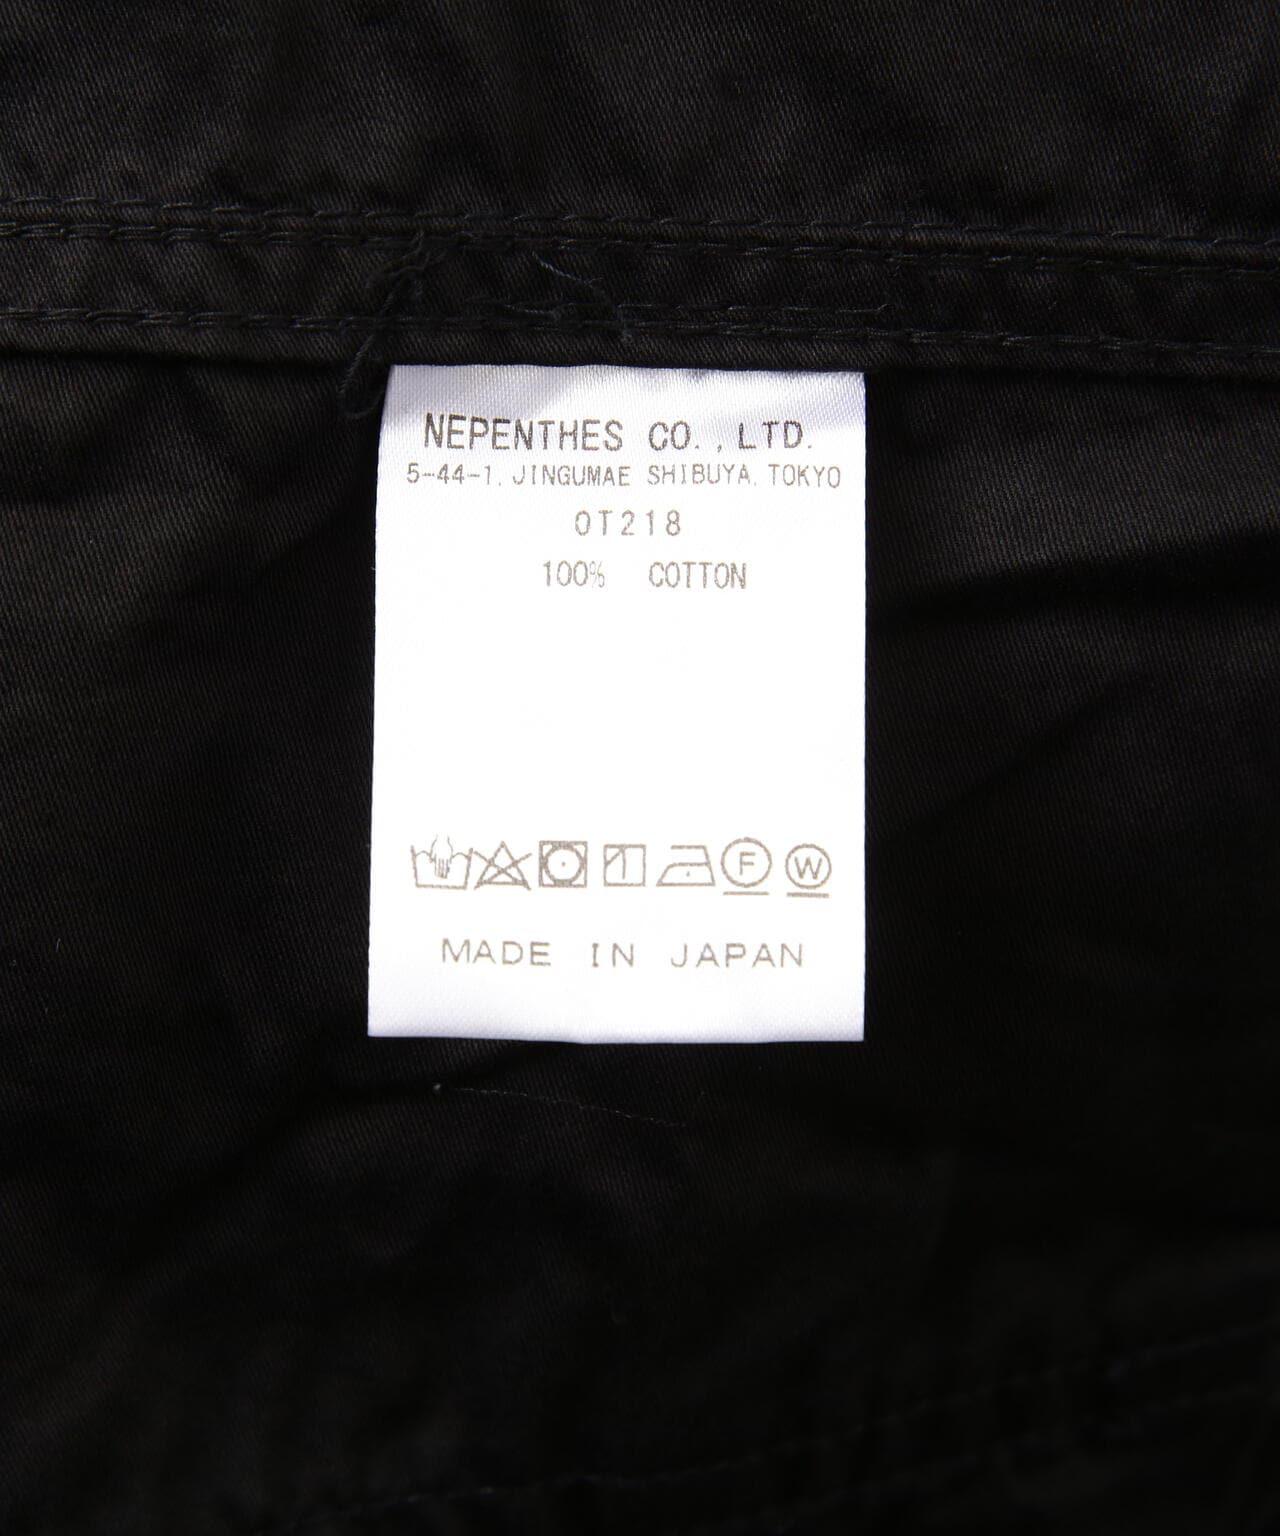 NEPENTHES CO.,LTD.
5-44-1, JINGUMAE SHIBUYA, TOKYO
OT218
100% COTTON
F W
MADE IN JAPAN